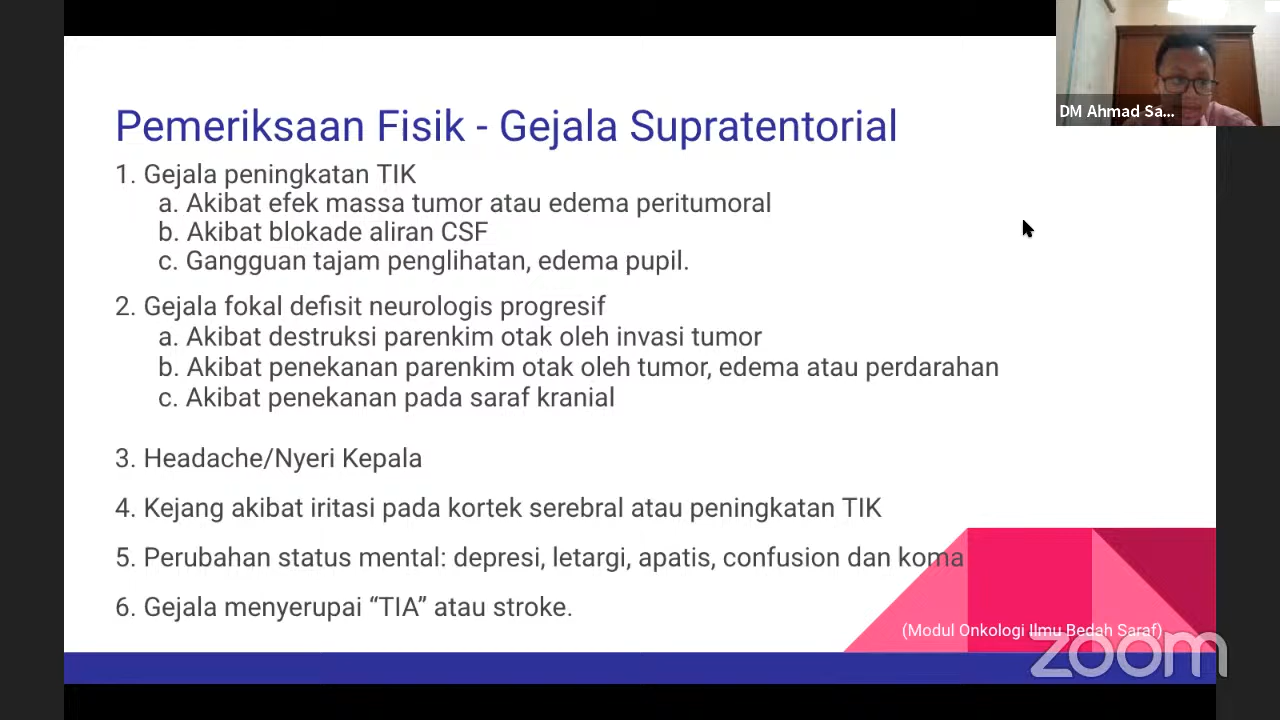 DM Ahmad Sa...
Pemeriksaan Fisik - Gejala Supratentorial
1. Gejala peningkatan TIK
a. Akibat efek massa tumor atau edema peritumoral
b. Akibat blokade aliran CSF
c. Gangguan tajam penglihatan, edema pupil.
2. Gejala fokal defisit neurologis progresif
a. Akibat destruksi parenkim otak oleh invasi tumor
b. Akibat penekanan parenkim otak oleh tumor, edema atau perdarahan
c. Akibat penekanan pada saraf kranial
3. Headache/Nyeri Kepala
4. Kejang akibat iritasi pada kortek serebral atau peningkatan TIK
5. Perubahan status mental: depresi, letargi, apatis, confusion dan koma
6. Gejala menyerupai “TIA” atau stroke.
(Modul Onkologi Ilmu Bedah Saraf)
zoom